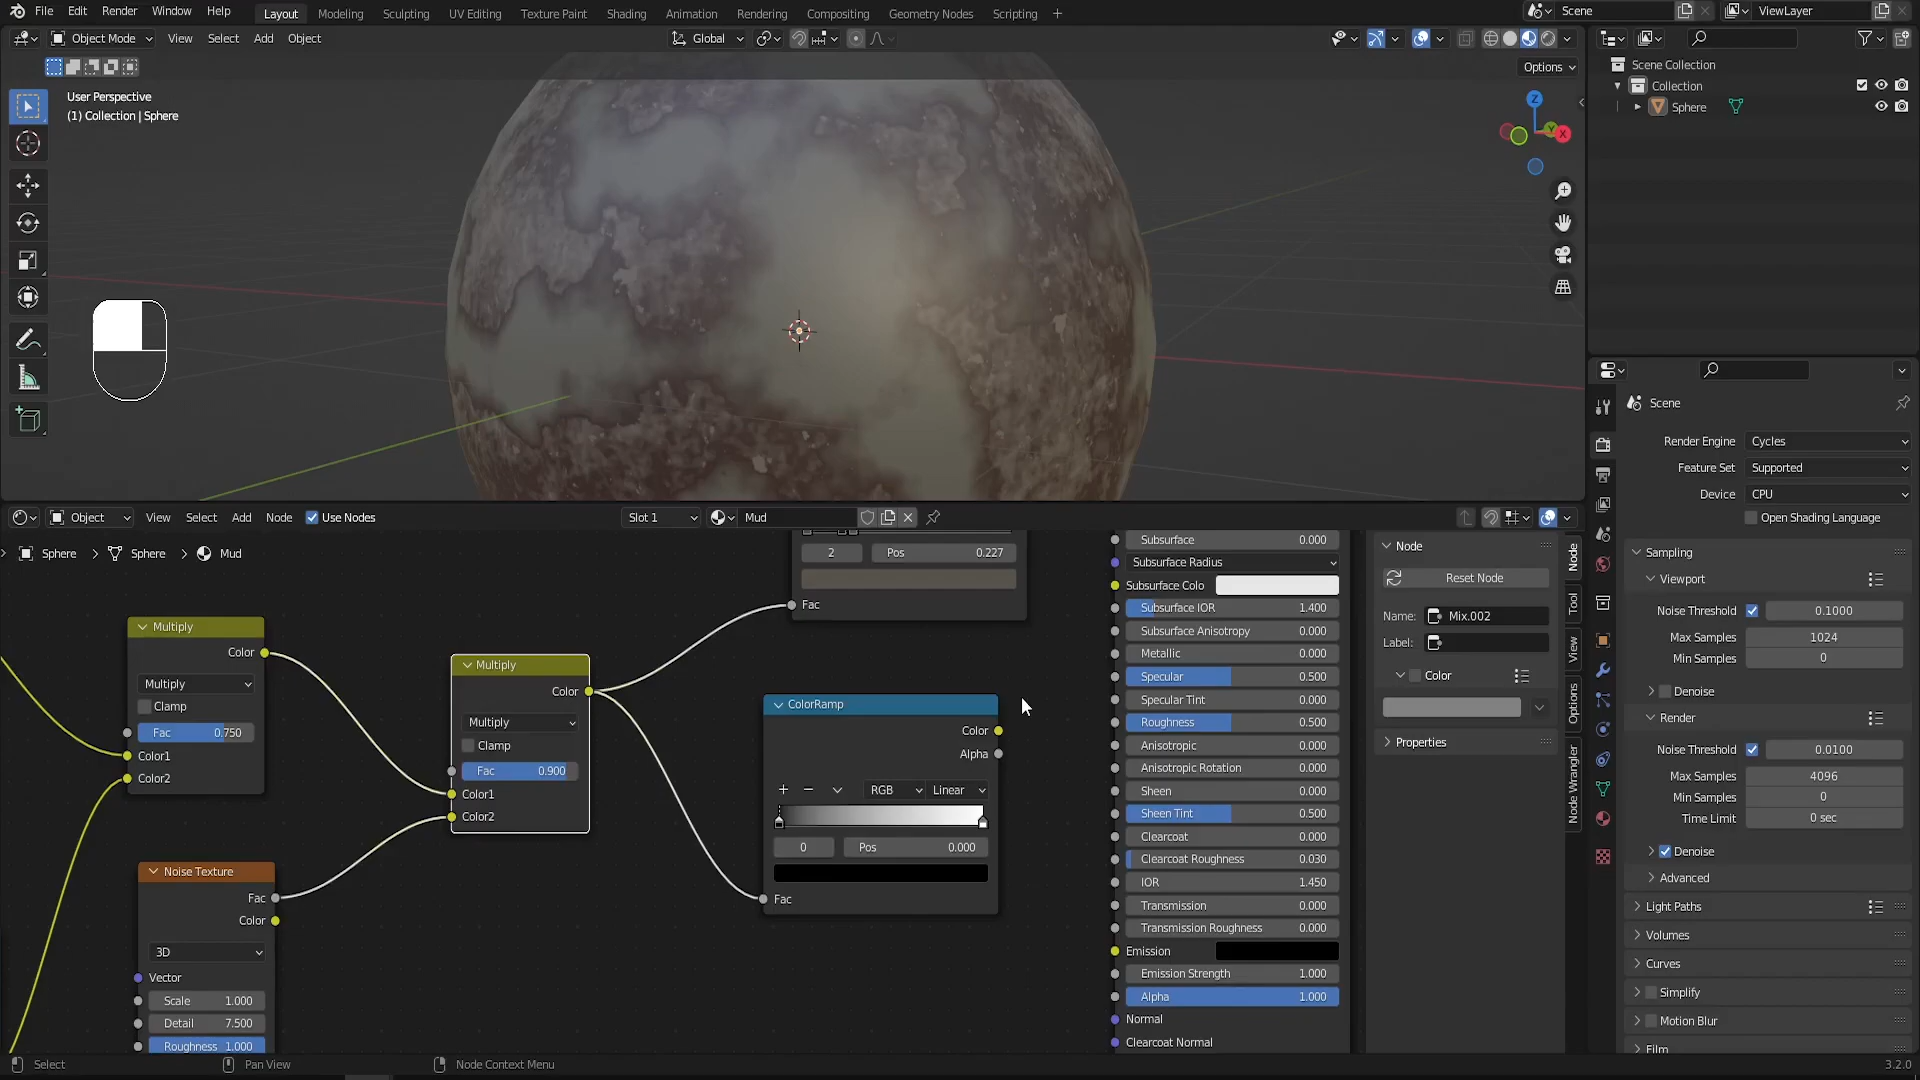 File Edit Render Window Help Layout Modeling Sculpting UV Editing Texture Paint Shading Animation Rendering Compositing Geometry Nodes Scripting + Scene ViewLayer
Object Mode View Select Add Object Global
Options
User Perspective
(1) Collection | Sphere
Z
Y
X
Scene Collection
Collection
Sphere
Scene
Render Engine Cycles
Feature Set Supported
Device CPU
Open Shading Language
Sampling
Viewport
Noise Threshold 0.1000
Max Samples 1024
Min Samples 0
Denoise
Render
Noise Threshold 0.0100
Max Samples 4096
Min Samples 0
Time Limit 0 sec
Denoise
Advanced
Light Paths
Volumes
Curves
Simplify
Motion Blur
Film
Object View Select Add Node Use Nodes Slot 1 Mud
Sphere Sphere Mud
Multiply
Color
Multiply
Clamp
Fac 0.750
Color1
Color2
Noise Texture
Fac
Color
3D
Vector
Scale 1.000
Detail 7.500
Roughness 1.000
Multiply
Color
Multiply
Clamp
Fac 0.900
Color1
Color2
2 Pos 0.227
Fac
ColorRamp
Color
Alpha
+ − RGB Linear
0 Pos 0.000
Fac
Subsurface 0.000
Subsurface Radius
Subsurface Colo
Subsurface IOR 1.400
Subsurface Anisotropy 0.000
Metallic 0.000
Specular 0.500
Specular Tint 0.000
Roughness 0.500
Anisotropic 0.000
Anisotropic Rotation 0.000
Sheen 0.000
Sheen Tint 0.500
Clearcoat 0.000
Clearcoat Roughness 0.030
IOR 1.450
Transmission 0.000
Transmission Roughness 0.000
Emission
Emission Strength 1.000
Alpha 1.000
Normal
Clearcoat Normal
Node
Reset Node
Name: Mix.002
Label:
Color
Properties
Node
Tool
View
Options
Node Wrangler
Select Pan View Node Context Menu 3.2.0